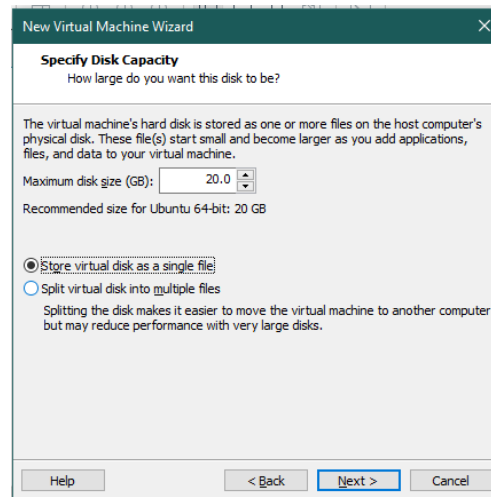 New Virtual Machine Wizard
Specify Disk Capacity
How large do you want this disk to be?
The virtual machine's hard disk is stored as one or more files on the host computer's
physical disk. These file(s) start small and become larger as you add applications,
files, and data to your virtual machine.
Maximum disk size (GB): 20.0
Recommended size for Ubuntu 64-bit: 20 GB
Store virtual disk as a single file
Split virtual disk into multiple files
Splitting the disk makes it easier to move the virtual machine to another computer
but may reduce performance with very large disks.
Help < Back Next > Cancel